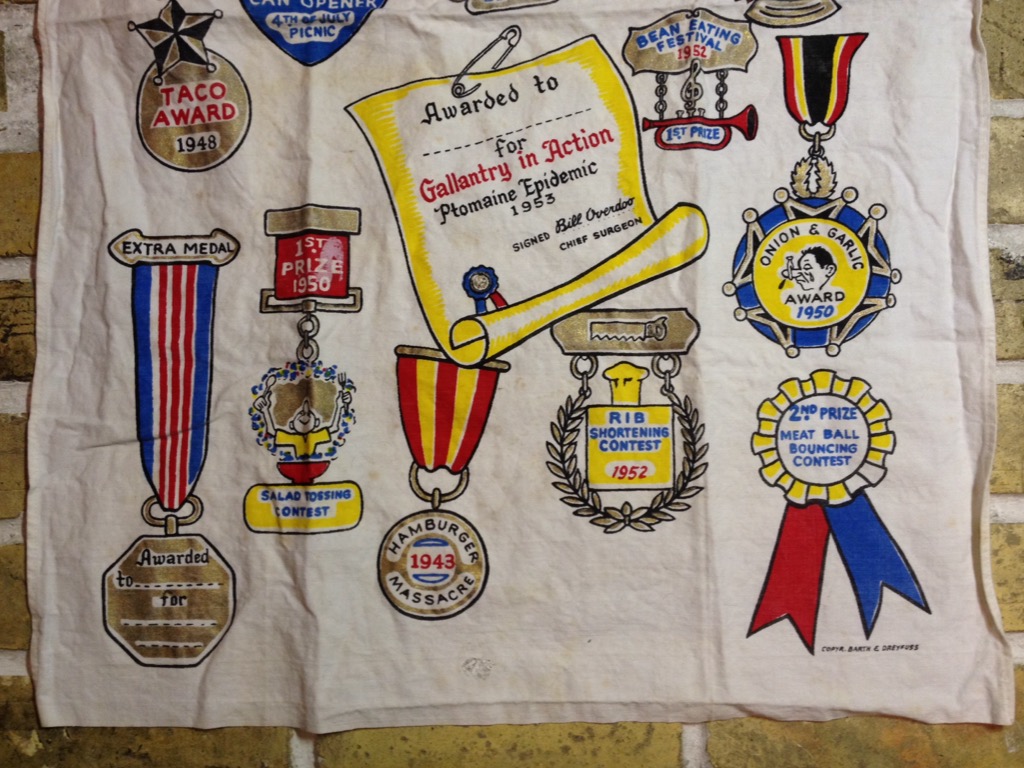 CAN OPENER
4TH OF JULY
PICNIC
TACO
AWARD
1948
Awarded to
for
Gallantry in Action
Ptomaine Epidemic
1953
SIGNED Bill Overdoo
CHIEF SURGEON
BEAN EATING
FESTIVAL
1952
1ST PRIZE
ONION & GARLIC
AWARD
1950
EXTRA MEDAL
Awarded
to
for
1ST
PRIZE
1950
SALAD TOSSING
CONTEST
HAMBURGER
1943
MASSACRE
RIB
SHORTENING
CONTEST
1952
2ND PRIZE
MEAT BALL
BOUNCING
CONTEST
COPYR. BARTH & DREYFUSS